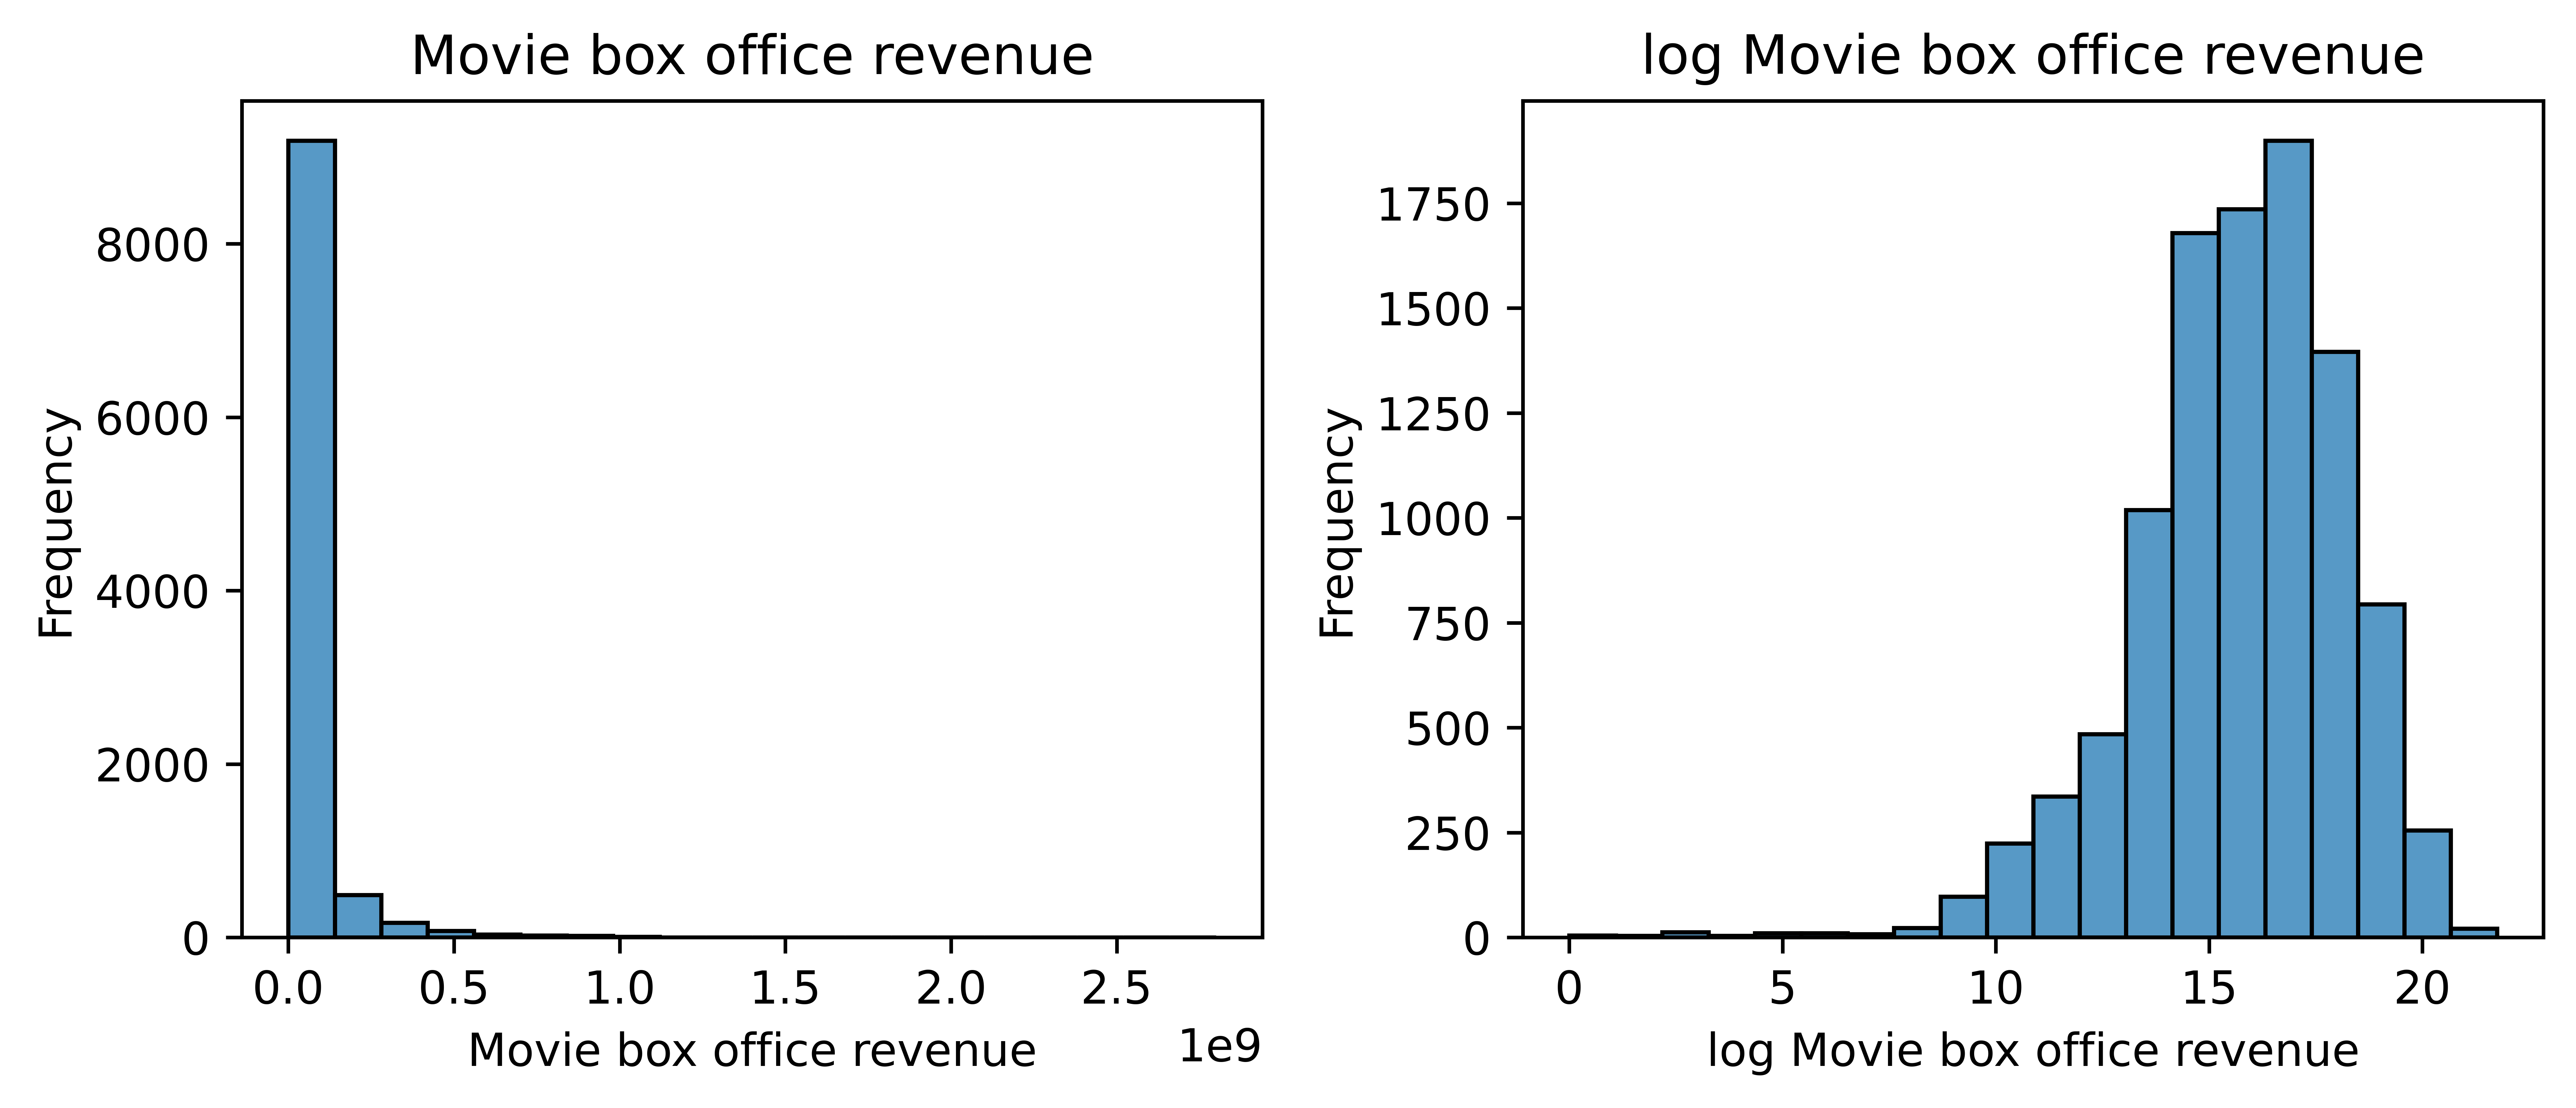 Movie box office revenue
Frequency
8000
6000
4000
2000
0
0.0 0.5 1.0 1.5 2.0 2.5
1e9
Movie box office revenue
log Movie box office revenue
Frequency
1750
1500
1250
1000
750
500
250
0
0 5 10 15 20
log Movie box office revenue